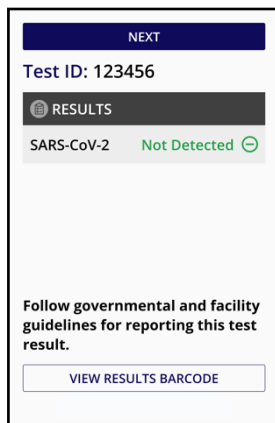 NEXT
Test ID: 123456
RESULTS
SARS-CoV-2 Not Detected
Follow governmental and facility
guidelines for reporting this test
result.
VIEW RESULTS BARCODE